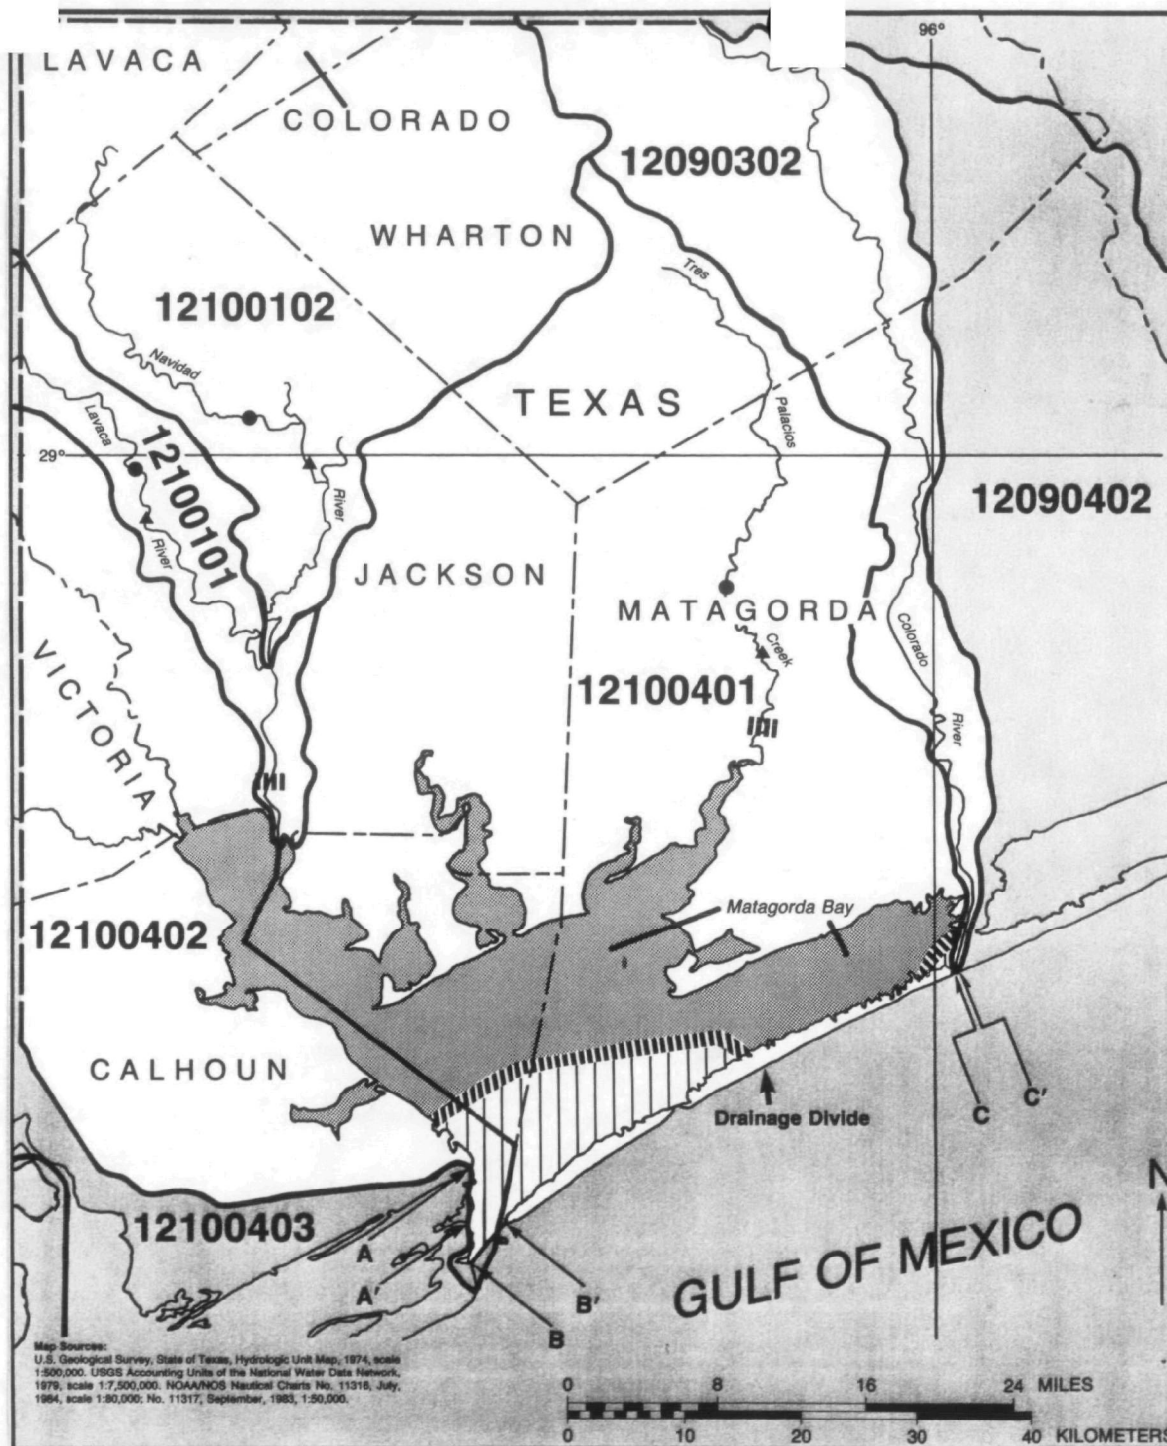 96°
LAVACA
COLORADO
12090302
WHARTON
Tres
12100102
Navidad
TEXAS
Palacios
Lavaca
29°
12100101
River
River
12090402
JACKSON
MATAGORDA
Creek
Colorado
VICTORIA
12100401
River
Matagorda Bay
12100402
CALHOUN
Drainage Divide
C
C'
N
12100403
A
A'
B'
B
GULF OF MEXICO
Map Sources:
U.S. Geological Survey, State of Texas, Hydrologic Unit Map, 1974, scale
1:500,000. USGS Accounting Units of the National Water Data Network,
1979, scale 1:7,500,000. NOAA/NOS Nautical Charts No. 11316, July,
1984, scale 1:80,000; No. 11317, September, 1983, 1:50,000.
0 8 16 24 MILES
0 10 20 30 40 KILOMETERS